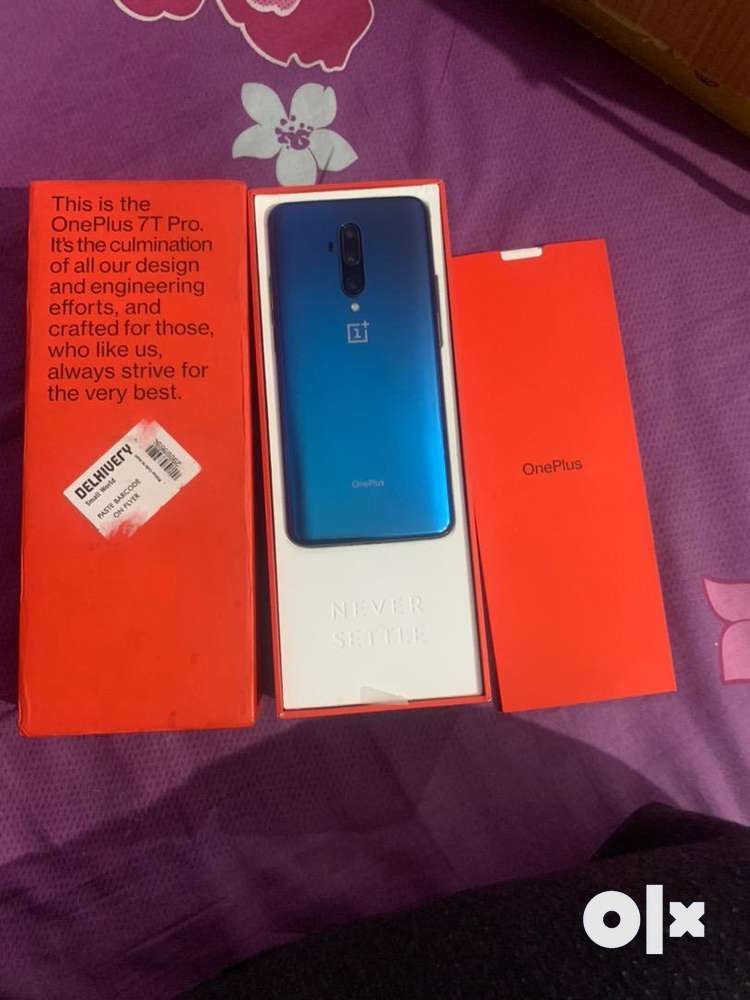 This is the
OnePlus 7T Pro.
It's the culmination
of all our design
and engineering
efforts, and
crafted for those,
who like us,
always strive for
the very best.
DELHIVERY
Small World
PASTE BARCODE
ON FLYER
OnePlus
NEVER
SETTLE
OnePlus
olx